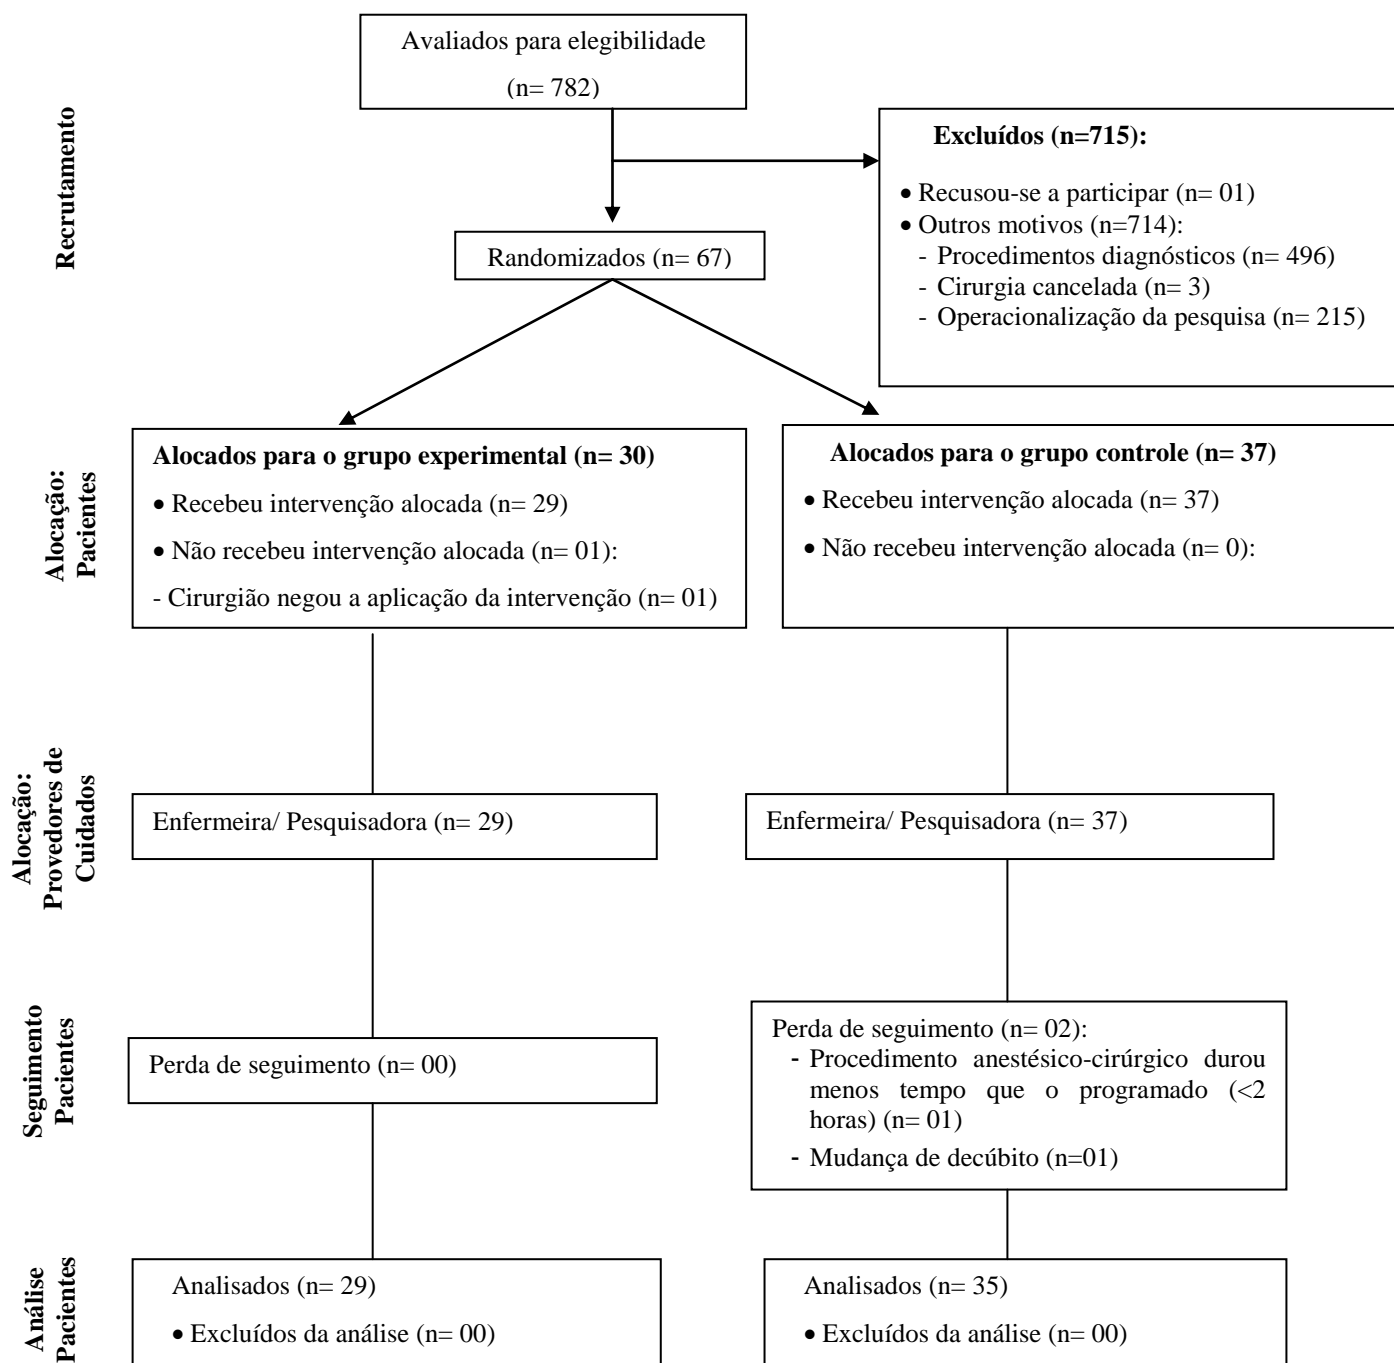 Avaliados para elegibilidade
(n= 782)
Recrutamento
Excluídos (n=715):
• Recusou-se a participar (n= 01)
• Outros motivos (n=714):
- Procedimentos diagnósticos (n= 496)
- Cirurgia cancelada (n= 3)
- Operacionalização da pesquisa (n= 215)
Randomizados (n= 67)
Alocação:
Pacientes
Alocados para o grupo experimental (n= 30)
• Recebeu intervenção alocada (n= 29)
• Não recebeu intervenção alocada (n= 01):
- Cirurgião negou a aplicação da intervenção (n= 01)
Alocados para o grupo controle (n= 37)
• Recebeu intervenção alocada (n= 37)
• Não recebeu intervenção alocada (n= 0):
Alocação:
Provedores de
Cuidados
Enfermeira/ Pesquisadora (n= 29)
Enfermeira/ Pesquisadora (n= 37)
Seguimento
Pacientes
Perda de seguimento (n= 00)
Perda de seguimento (n= 02):
- Procedimento anestésico-cirúrgico durou
menos tempo que o programado (<2
horas) (n= 01)
- Mudança de decúbito (n=01)
Análise
Pacientes
Analisados (n= 29)
• Excluídos da análise (n= 00)
Analisados (n= 35)
• Excluídos da análise (n= 00)